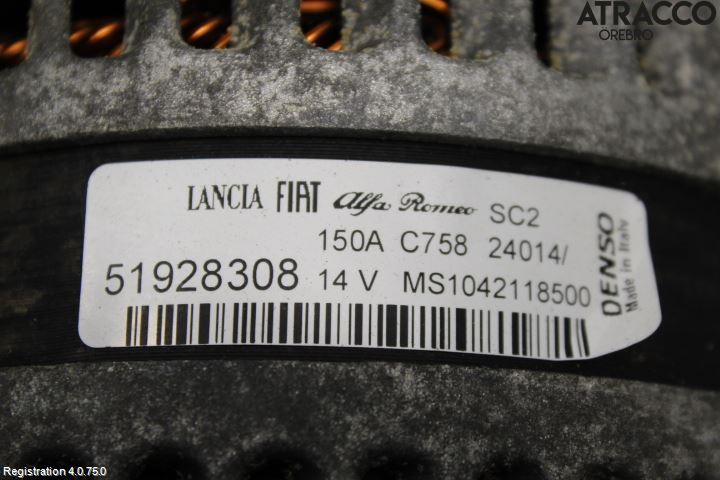 ATRACCO
ÖREBRO
LANCIA FIAT Alfa Romeo SC2
150A C758 24014/
51928308 14 V MS1042118500
DENSO
Made in Italy
Registration 4.0.75.0